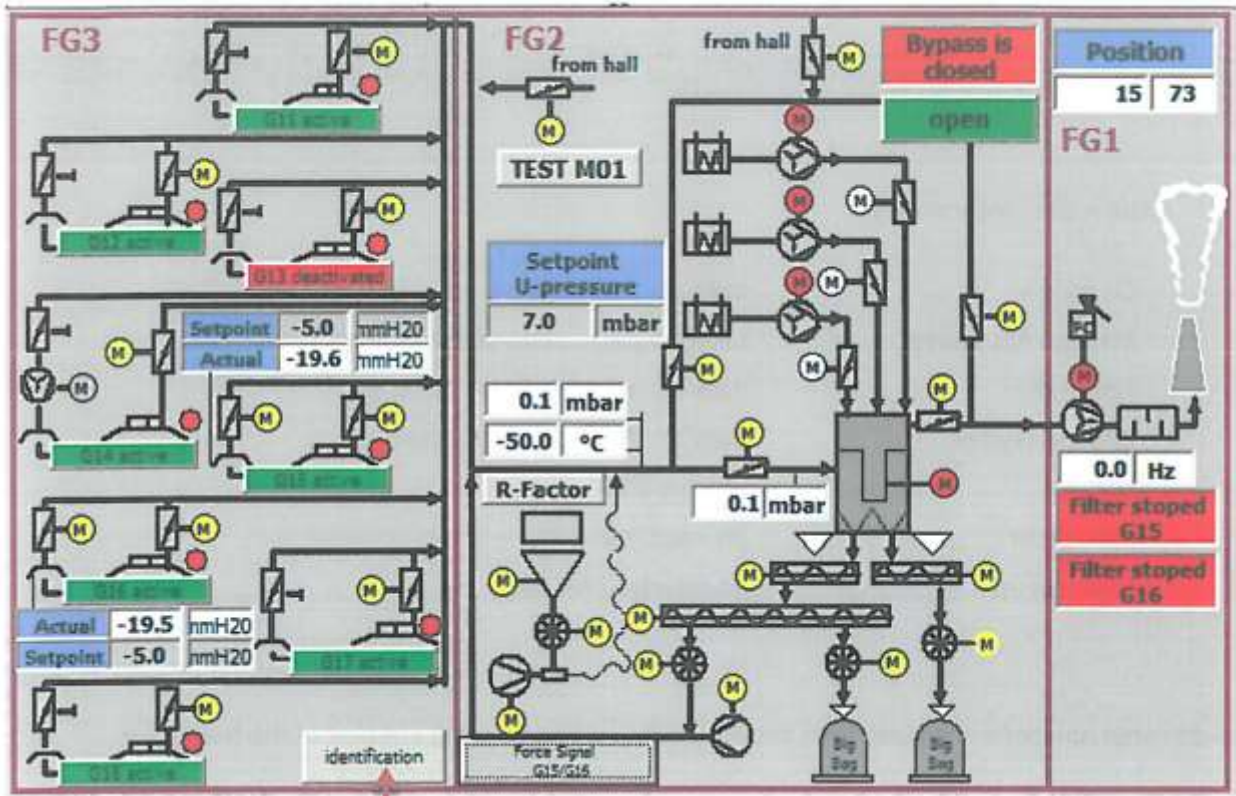 FG3
G11 active
G12 active
G13 deactivated
Setpoint -5.0 mmH20
Actual -19.6 mmH20
G14 active
G15 active
G16 active
Actual -19.5 mmH20
Setpoint -5.0 mmH20
G17 active
G18 active
identification
FG2
from hall
M
TEST M01
from hall
M
Bypass is
closed
open
M
M
M
M
M
M
Setpoint
U-pressure
7.0 mbar
M
M
0.1 mbar
-50.0 °C
M
M
0.1 mbar
M
R-Factor
M
M
M
M
M
M
M
M
M
M
M
Force Signal
G15/G16
Big
Bag
Big
Bag
Position
15 73
FG1
PC
M
0.0 Hz
Filter stoped
G15
Filter stoped
G16
M
M
M
M
M
M
M
M
M
M
M